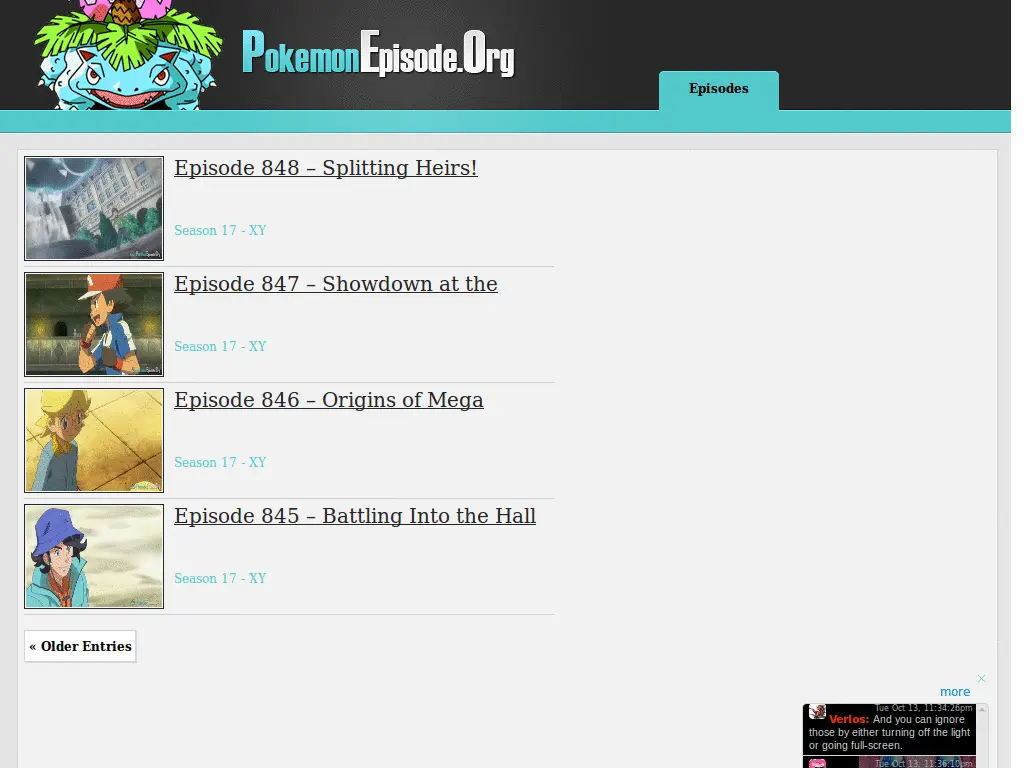 PokemonEpisode.Org
Episodes
Episode 848 – Splitting Heirs!
Season 17 - XY
Episode 847 – Showdown at the
Season 17 - XY
Episode 846 – Origins of Mega
Season 17 - XY
Episode 845 – Battling Into the Hall
Season 17 - XY
« Older Entries
×
more
Tue Oct 13, 11:34:26pm
Verlos: And you can ignore
those by either turning off the light
or going full-screen.
Tue Oct 13, 11:36:10pm